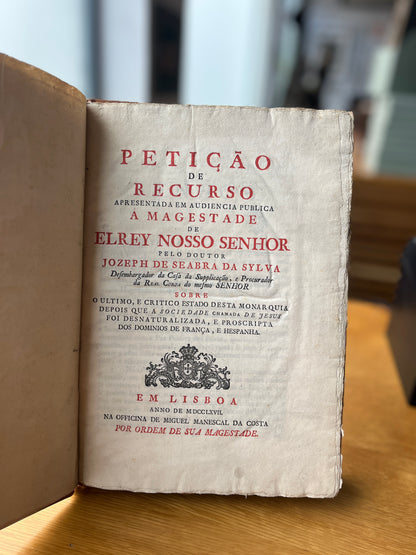 PETIÇÃO
DE
RECURSO
APRESENTADA EM AUDIENCIA PUBLICA
A MAGESTADE
DE
ELREY NOSSO SENHOR
PELO DOUTOR
JOZEPH DE SEABRA DA SYLVA
Desembargador da Casa da Supplicação, e Procurador
da Real Coroa do mesmo SENHOR
SOBRE
O ULTIMO, E CRITICO ESTADO DESTA MONARQUIA
DEPOIS QUE A SOCIEDADE CHAMADA DE JESUS
FOI DESNATURALIZADA, E PROSCRIPTA
DOS DOMINIOS DE FRANÇA, E HESPANHA.
EM LISBOA
ANNO DE MDCCLXVII.
NA OFFICINA DE MIGUEL MANESCAL DA COSTA
POR ORDEM DE SUA MAGESTADE.